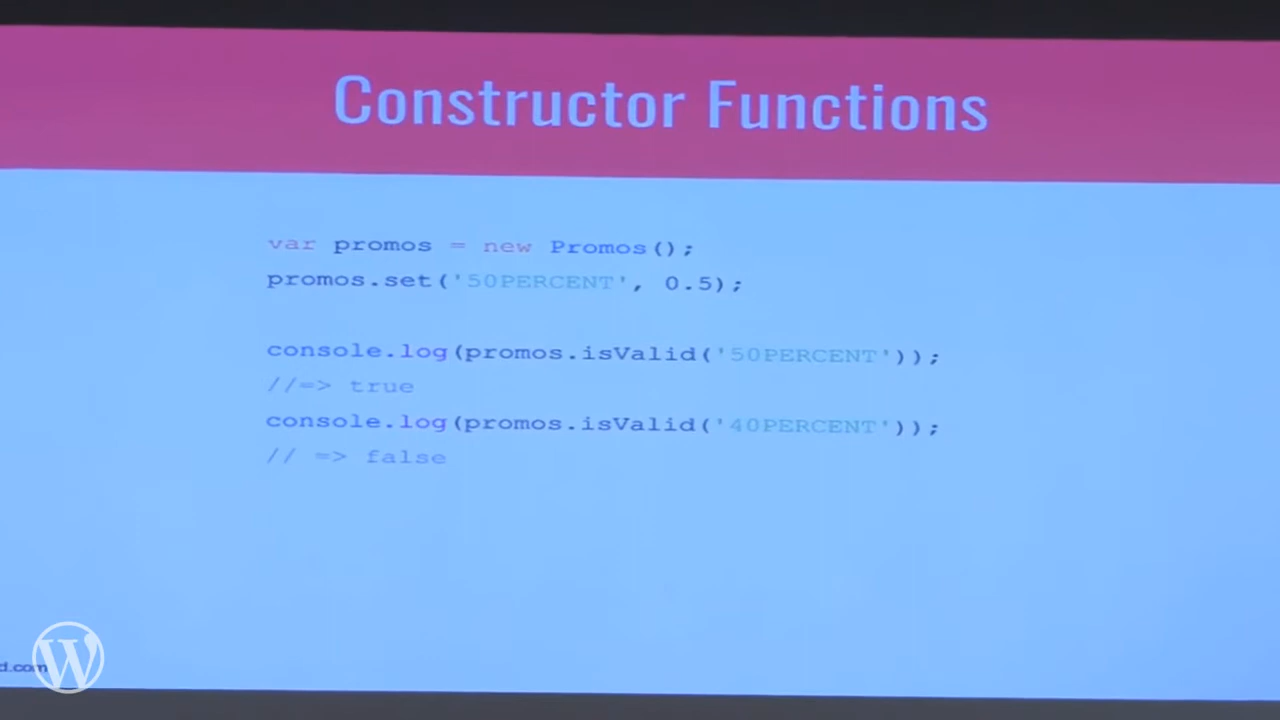 Constructor Functions
var promos = new Promos();
promos.set('50PERCENT', 0.5);
console.log(promos.isValid('50PERCENT'));
//=> true
console.log(promos.isValid('40PERCENT'));
// => false
d.com